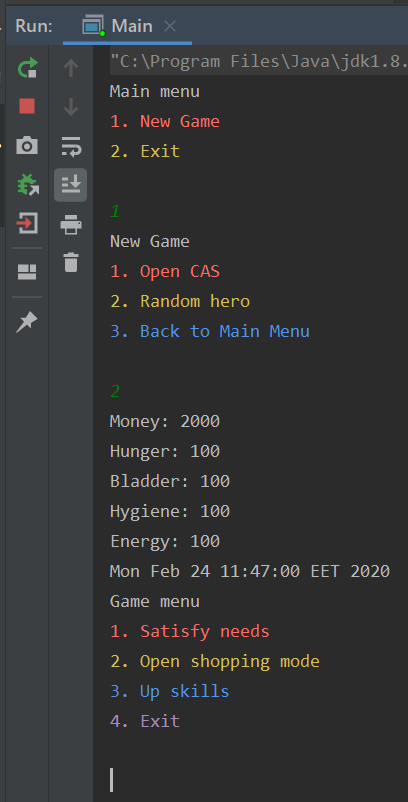 Run: Main
"C:\Program Files\Java\jdk1.8.
Main menu
1. New Game
2. Exit
1
New Game
1. Open CAS
2. Random hero
3. Back to Main Menu
2
Money: 2000
Hunger: 100
Bladder: 100
Hygiene: 100
Energy: 100
Mon Feb 24 11:47:00 EET 2020
Game menu
1. Satisfy needs
2. Open shopping mode
3. Up skills
4. Exit